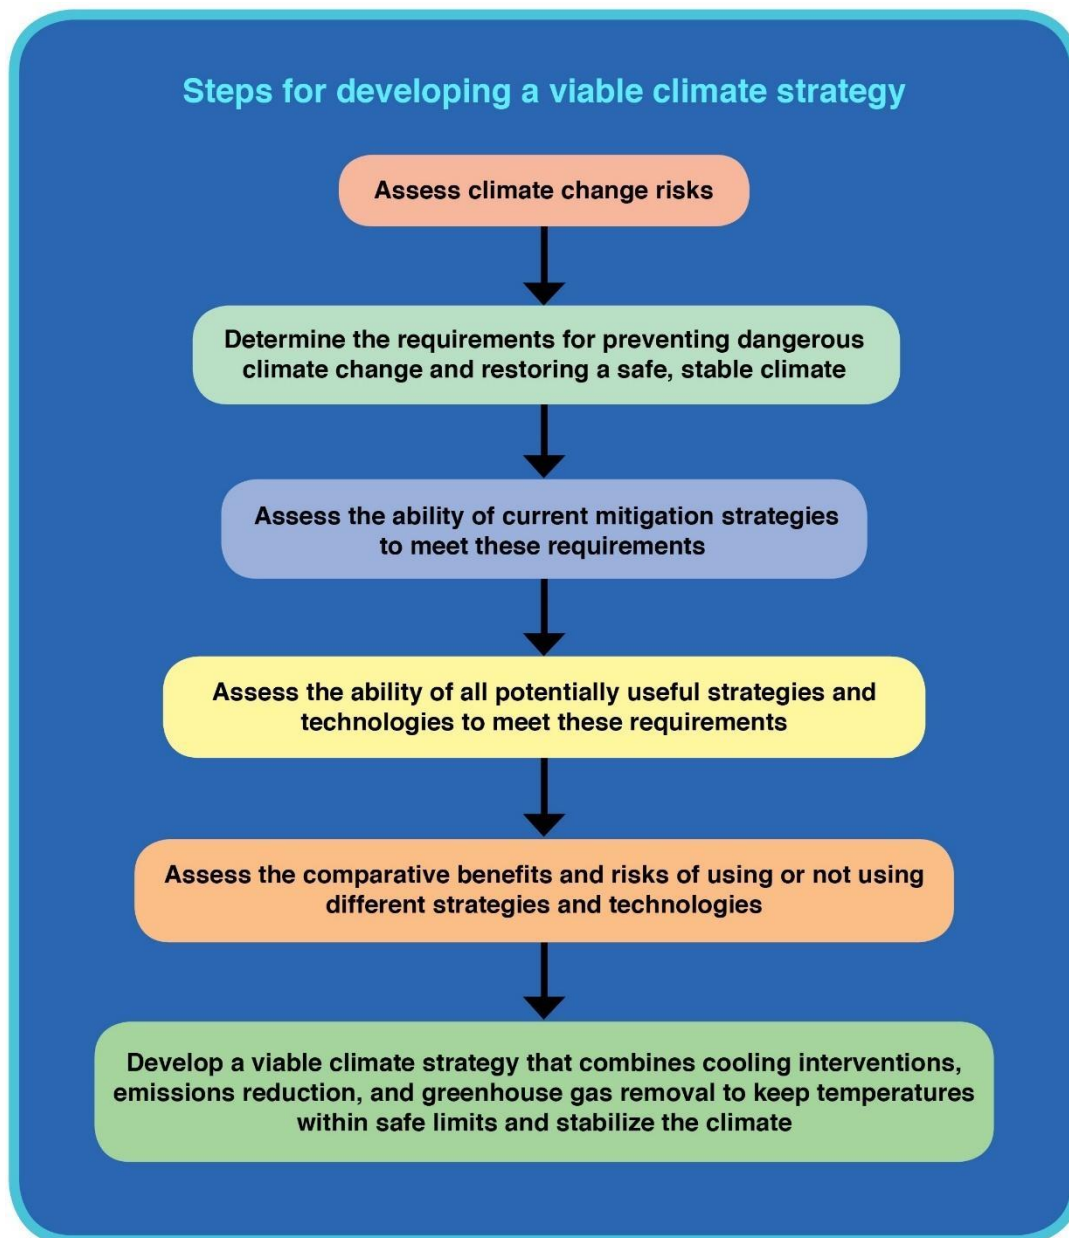 Steps for developing a viable climate strategy
Assess climate change risks
Determine the requirements for preventing dangerous
climate change and restoring a safe, stable climate
Assess the ability of current mitigation strategies
to meet these requirements
Assess the ability of all potentially useful strategies and
technologies to meet these requirements
Assess the comparative benefits and risks of using or not using
different strategies and technologies
Develop a viable climate strategy that combines cooling interventions,
emissions reduction, and greenhouse gas removal to keep temperatures
within safe limits and stabilize the climate